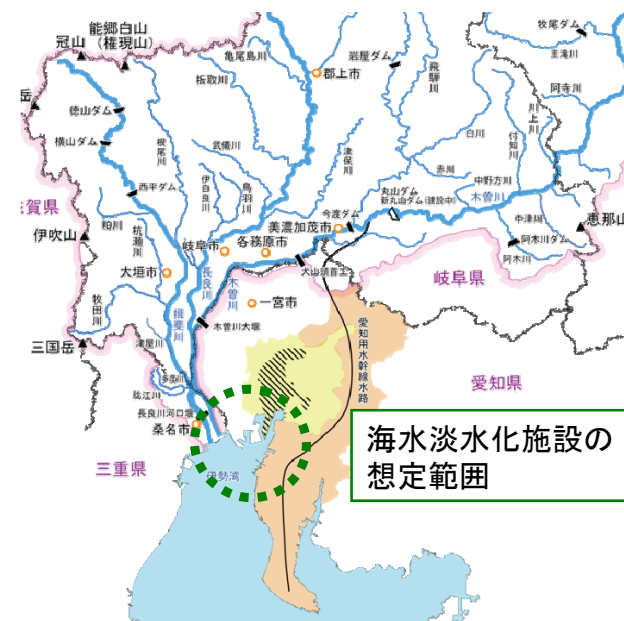 能郷白山
(権現山)
冠山
亀尾島川
板取川
郡上市
岩屋ダム
飛騨川
牧尾ダム
王滝川
阿寺川
川上川
付知川
白川
岳
徳山ダム
横山ダム
根尾川
武儀川
津保川
西平ダム
伊自良川
鳥羽川
赤川
中野方川
丸山ダム
新丸山ダム(建設中)
木曽川
滋賀県
粕川
杭瀬川
伊吹山
岐阜市
各務原市
美濃加茂市
今渡ダム
中津川
恵那山
阿木川ダム
阿木川
大垣市
長良川
木曽川
犬山頭首工
岐阜県
牧田川
揖斐川
一宮市
木曽川大堰
愛知用水幹線水路
三国岳
津屋川
多度川
肱江川
長良川河口堰
桑名市
愛知県
三重県
伊勢湾
海水淡水化施設の
想定範囲